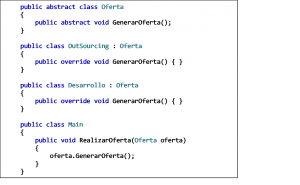 public abstract class Oferta
{
public abstract void GenerarOferta();
}
public class OutSourcing : Oferta
{
public override void GenerarOferta() { }
}
public class Desarrollo : Oferta
{
public override void GenerarOferta() { }
}
public class Main
{
public void RealizarOferta(Oferta oferta)
{
oferta.GenerarOferta();
}
}